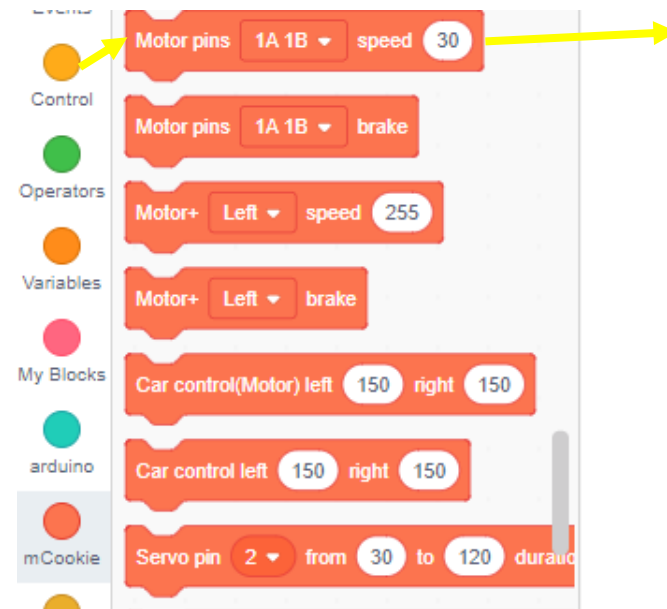 Events
Control
Operators
Variables
My Blocks
arduino
mCookie
Motor pins 1A 1B speed 30
Motor pins 1A 1B brake
Motor+ Left speed 255
Motor+ Left brake
Car control(Motor) left 150 right 150
Car control left 150 right 150
Servo pin 2 from 30 to 120